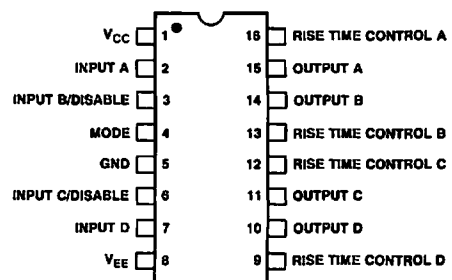 VCC 1 16 RISE TIME CONTROL A
INPUT A 2 15 OUTPUT A
INPUT B/DISABLE 3 14 OUTPUT B
MODE 4 13 RISE TIME CONTROL B
GND 5 12 RISE TIME CONTROL C
INPUT C/DISABLE 6 11 OUTPUT C
INPUT D 7 10 OUTPUT D
VEE 8 9 RISE TIME CONTROL D